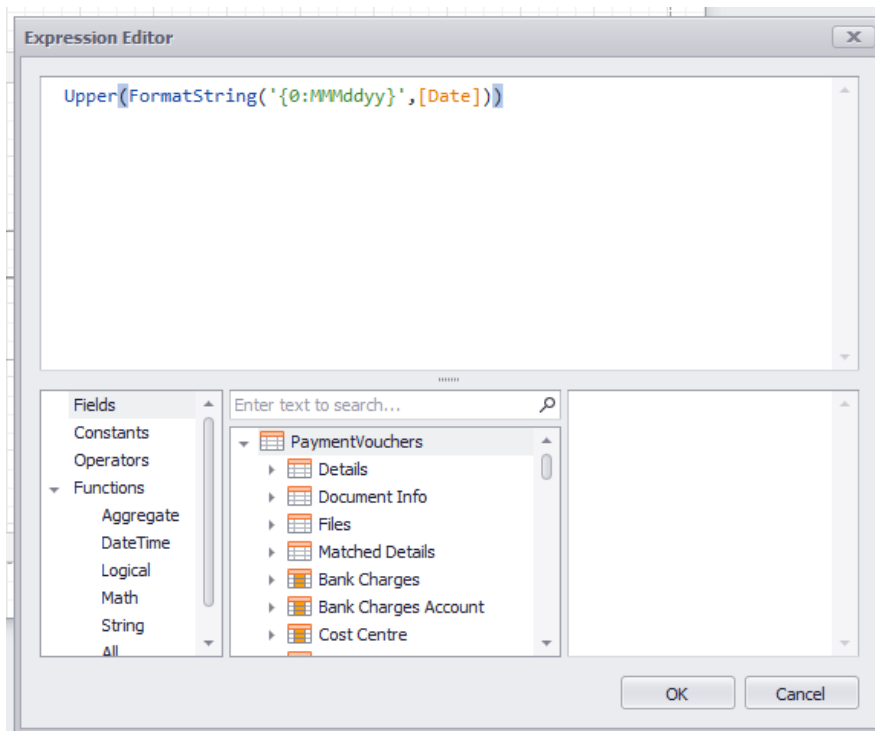 Expression Editor
Upper(FormatString('{0:MMMddyy}',[Date]))
Fields
Constants
Operators
Functions
Aggregate
DateTime
Logical
Math
String
All
Enter text to search...
PaymentVouchers
Details
Document Info
Files
Matched Details
Bank Charges
Bank Charges Account
Cost Centre
OK
Cancel